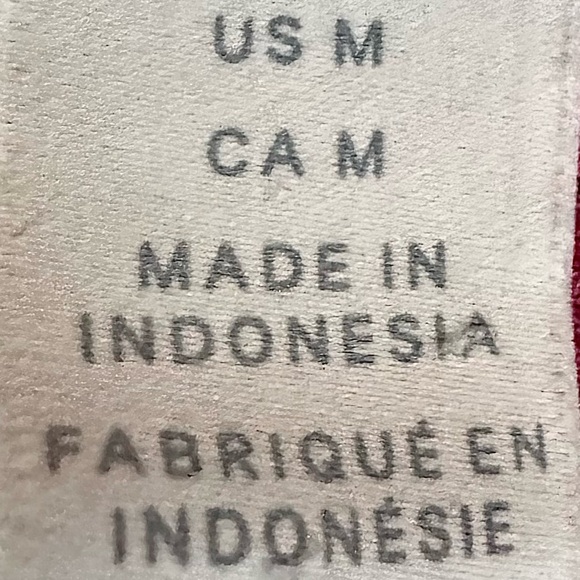 US M
CA M
MADE IN
INDONESIA
FABRIQUÉ EN
INDONÉSIE